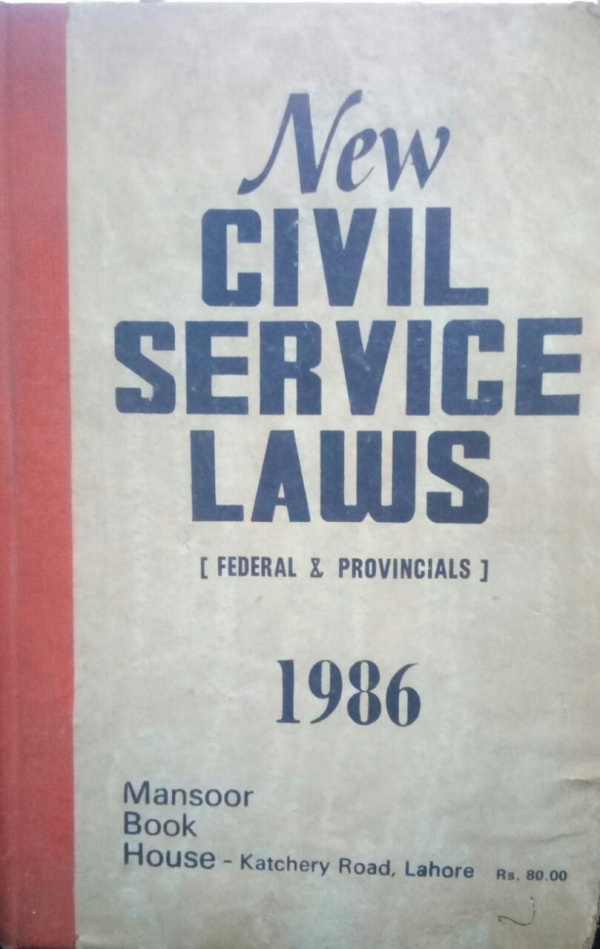 New
CIVIL
SERVICE
LAWS
[ FEDERAL & PROVINCIALS ]
1986
Mansoor
Book
House - Katchery Road, Lahore Rs. 80.00